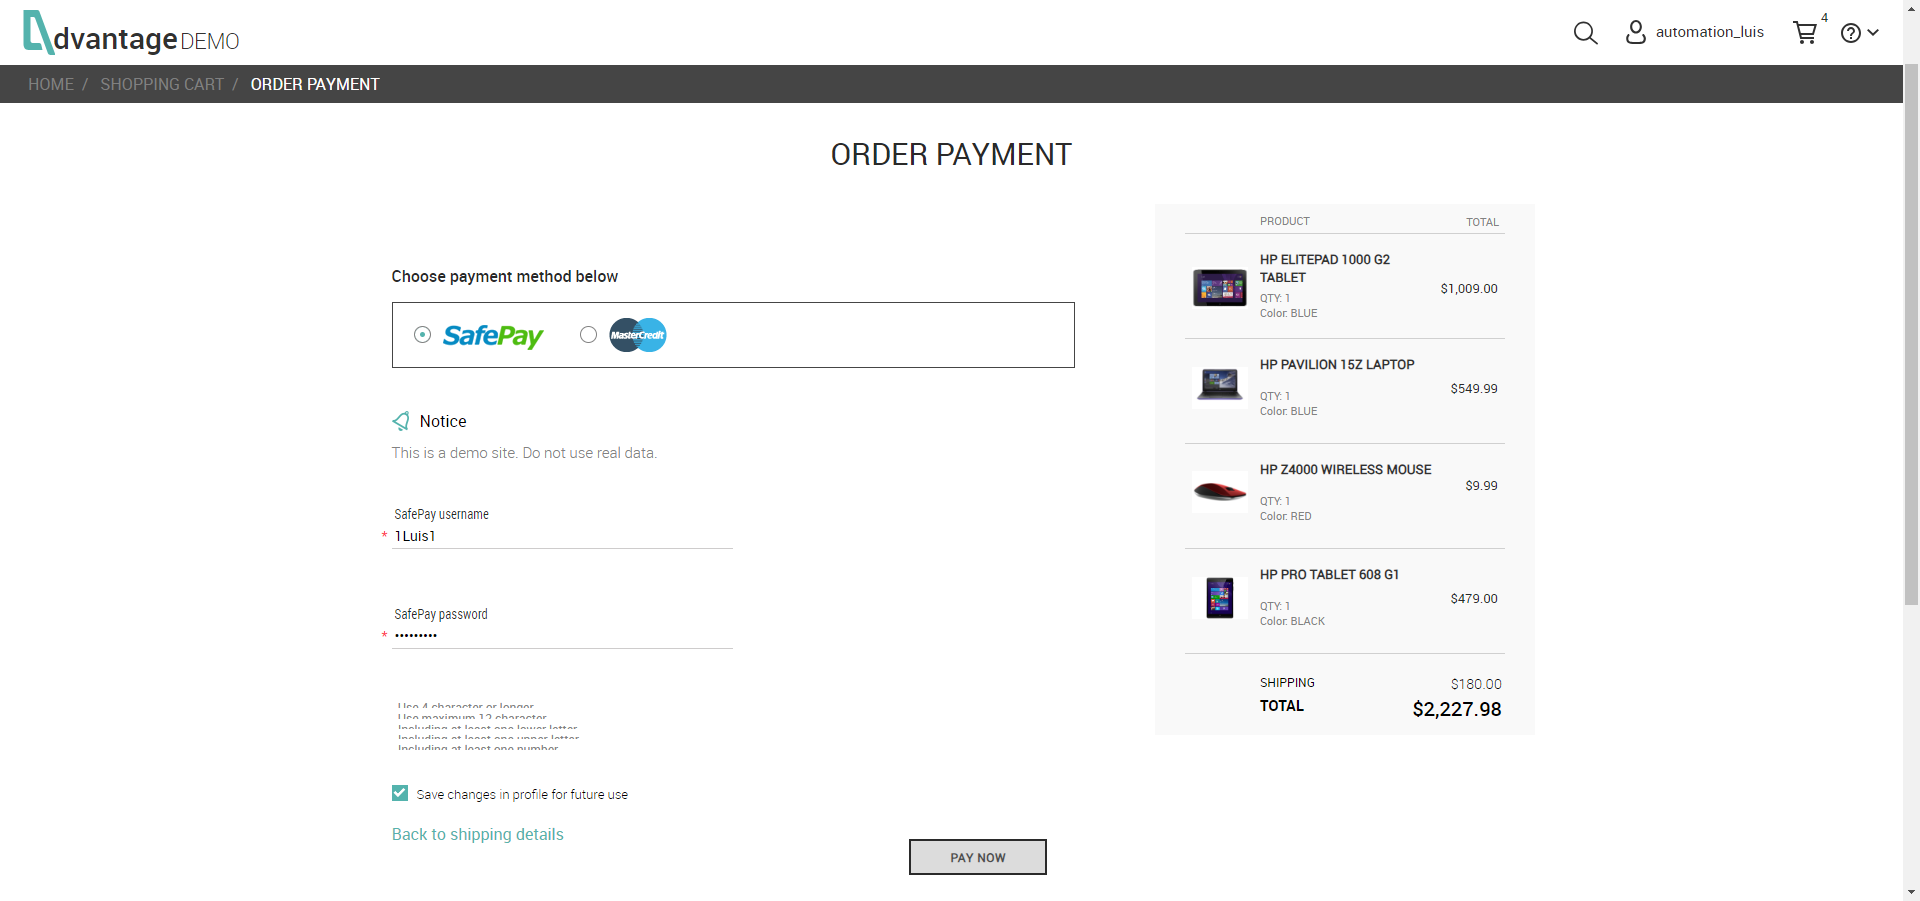 dvantage DEMO
automation_luis
4
HOME / SHOPPING CART / ORDER PAYMENT
ORDER PAYMENT
Choose payment method below
SafePay
MasterCredit
Notice
This is a demo site. Do not use real data.
SafePay username
* 1Luis1
SafePay password
* •••••••••
Use 4 character or longer
Use maximum 12 character
Including at least one lower letter
Including at least one upper letter
Including at least one number
Save changes in profile for future use
Back to shipping details
PAY NOW
PRODUCT TOTAL
HP ELITEPAD 1000 G2
TABLET
$1,009.00
QTY: 1
Color: BLUE
HP PAVILION 15Z LAPTOP
$549.99
QTY: 1
Color: BLUE
HP Z4000 WIRELESS MOUSE
$9.99
QTY: 1
Color: RED
HP PRO TABLET 608 G1
$479.00
QTY: 1
Color: BLACK
SHIPPING $180.00
TOTAL $2,227.98